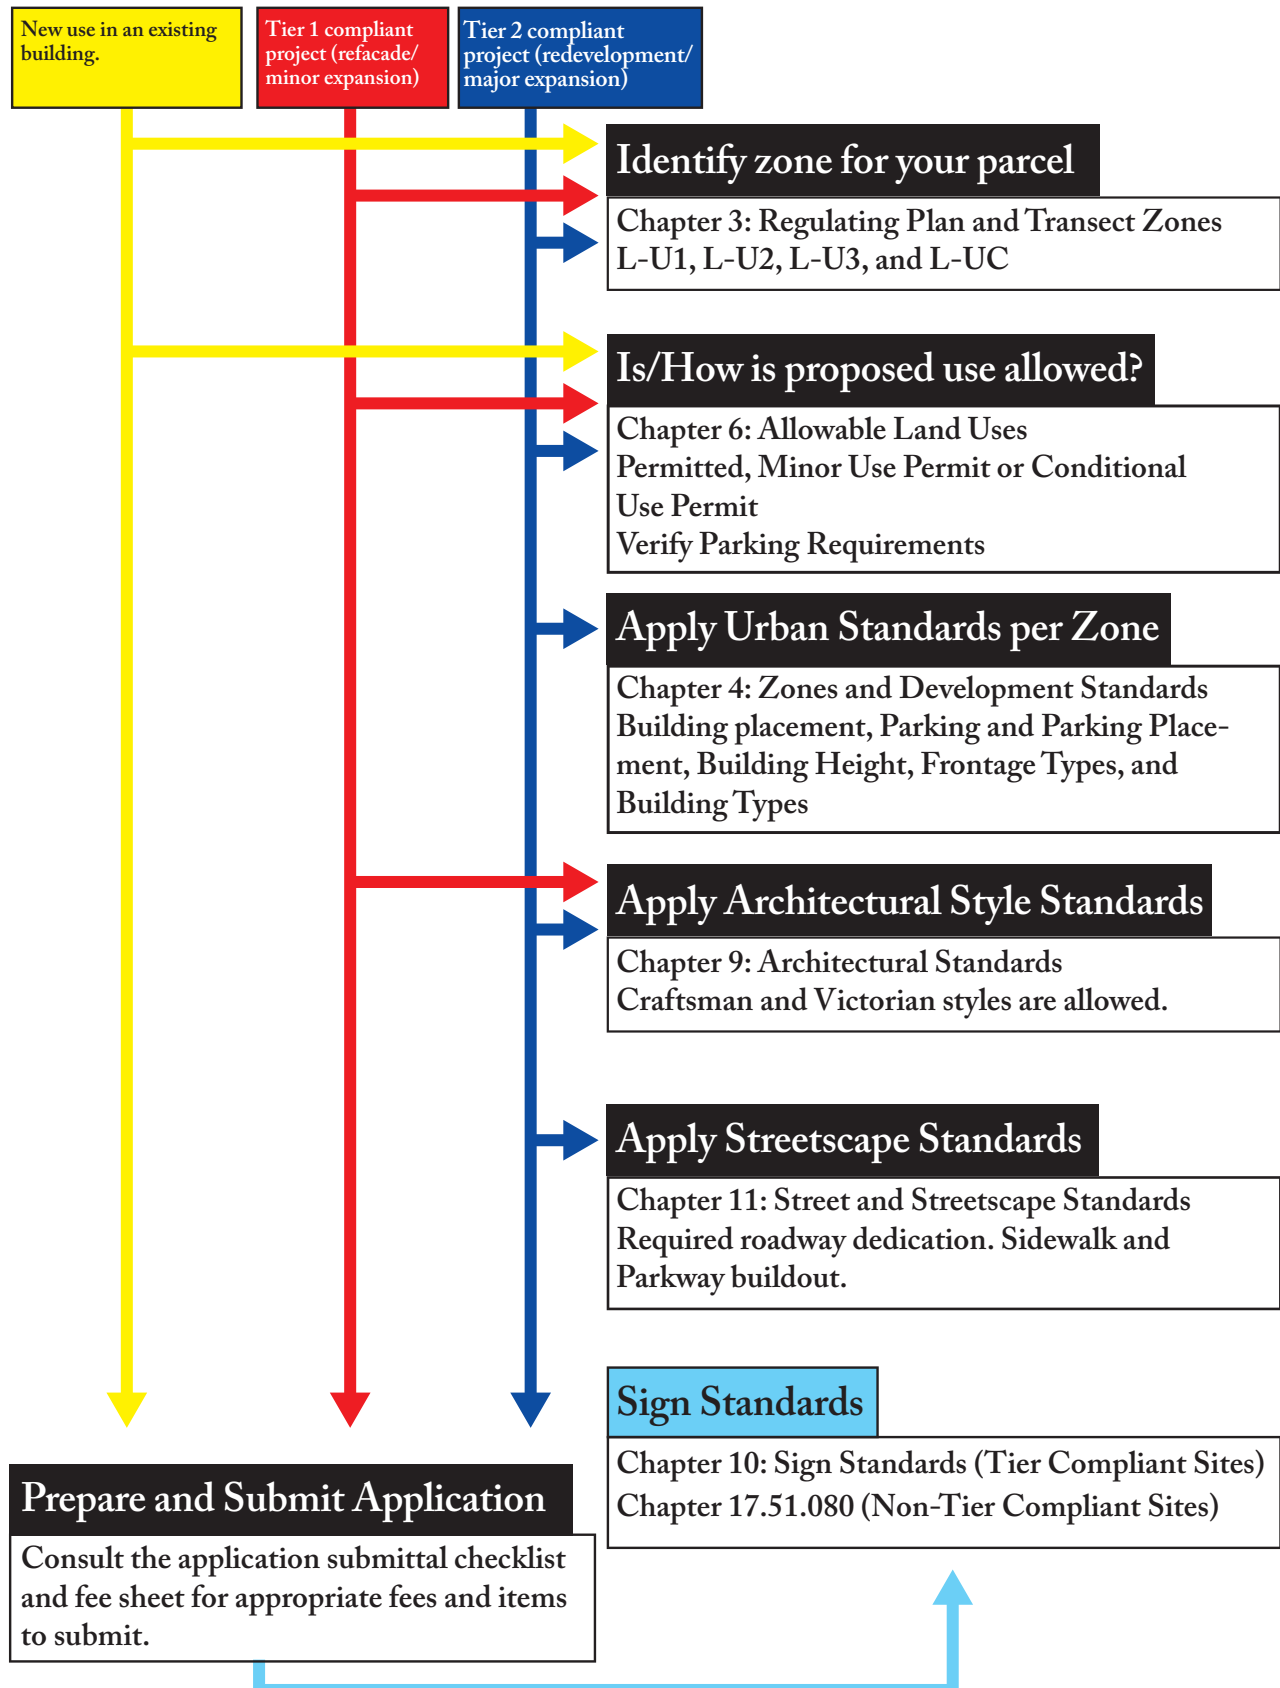 New use in an existing
building.
Tier 1 compliant
project (refacade/
minor expansion)
Tier 2 compliant
project (redevelopment/
major expansion)
Identify zone for your parcel
Chapter 3: Regulating Plan and Transect Zones
L-U1, L-U2, L-U3, and L-UC
Is/How is proposed use allowed?
Chapter 6: Allowable Land Uses
Permitted, Minor Use Permit or Conditional
Use Permit
Verify Parking Requirements
Apply Urban Standards per Zone
Chapter 4: Zones and Development Standards
Building placement, Parking and Parking Place-
ment, Building Height, Frontage Types, and
Building Types
Apply Architectural Style Standards
Chapter 9: Architectural Standards
Craftsman and Victorian styles are allowed.
Apply Streetscape Standards
Chapter 11: Street and Streetscape Standards
Required roadway dedication. Sidewalk and
Parkway buildout.
Sign Standards
Chapter 10: Sign Standards (Tier Compliant Sites)
Chapter 17.51.080 (Non-Tier Compliant Sites)
Prepare and Submit Application
Consult the application submittal checklist
and fee sheet for appropriate fees and items
to submit.